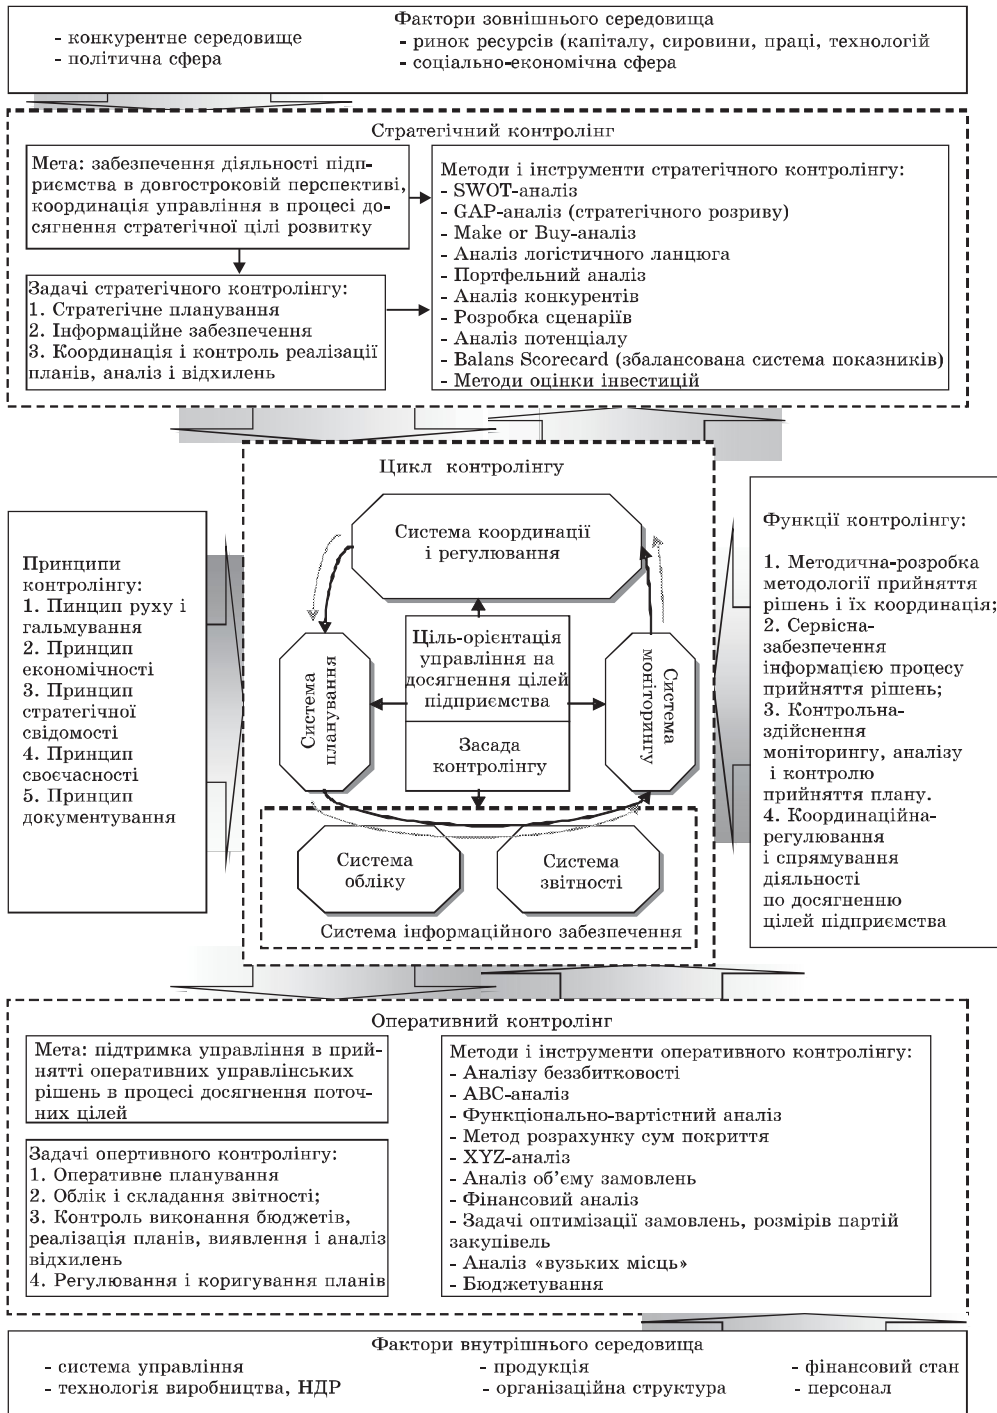 Фактори зовнішнього середовища
- конкурентне середовище
- політична сфера
- ринок ресурсів (капіталу, сировини, праці, технологій
- соціально-економічна сфера
Стратегічний контролінг
Мета: забезпечення діяльності під-
приємства в довгостроковій перспективі,
координація управління в процесі до-
сягнення стратегічної цілі розвитку
Задачі стратегічного контролінгу:
1. Стратегічне планування
2. Інформаційне забезпечення
3. Координація і контроль реалізації
планів, аналіз і відхилень
Методи і інструменти стратегічного контролінгу:
- SWOT-аналіз
- GAP-аналіз (стратегічного розриву)
- Make or Buy-аналіз
- Аналіз логістичного ланцюга
- Портфельний аналіз
- Аналіз конкурентів
- Розробка сценаріїв
- Аналіз потенціалу
- Balans Scorecard (збалансована система показників)
- Методи оцінки інвестицій
Цикл контролінгу
Принципи
контролінгу:
1. Пинцип руху і
гальмування
2. Принцип
економічності
3. Принцип
стратегічної
свідомості
4. Принцип
своєчасності
5. Принцип
документування
Система координації
і регулювання
Система
планування
Ціль-орієнтація
управління на
досягнення цілей
підприємства
Засада
контролінгу
Система
моніторингу
Система
обліку
Система
звітності
Система інформаційного забезпечення
Функції контролінгу:
1. Методична-розробка
методології прийняття
рішень і їх координація;
2. Сервісна-
забезпечення
інформацією процесу
прийняття рішень;
3. Контрольна-
здійснення
моніторингу, аналізу
і контролю
прийняття плану.
4. Координаційна-
регулювання
і спрямування
діяльності
по досягненню
цілей підприємства
Оперативний контролінг
Мета: підтримка управління в прий-
нятті оперативних управлінських
рішень в процесі досягнення поточ-
них цілей
Задачі опертивного контролінгу:
1. Оперативне планування
2. Облік і складання звітності;
3. Контроль виконання бюджетів,
реалізація планів, виявлення і аналіз
відхилень
4. Регулювання і коригування планів
Методи і інструменти оперативного контролінгу:
- Аналізу беззбитковості
- АВС-аналіз
- Функціонально-вартістний аналіз
- Метод розрахунку сум покриття
- XYZ-аналіз
- Аналіз об’єму замовлень
- Фінансовий аналіз
- Задачі оптимізації замовлень, розмірів партій
закупівель
- Аналіз «вузьких місць»
- Бюджетування
Фактори внутрішнього середовища
- система управління
- технологія виробництва, НДР
- продукція
- організаційна структура
- фінансовий стан
- персонал